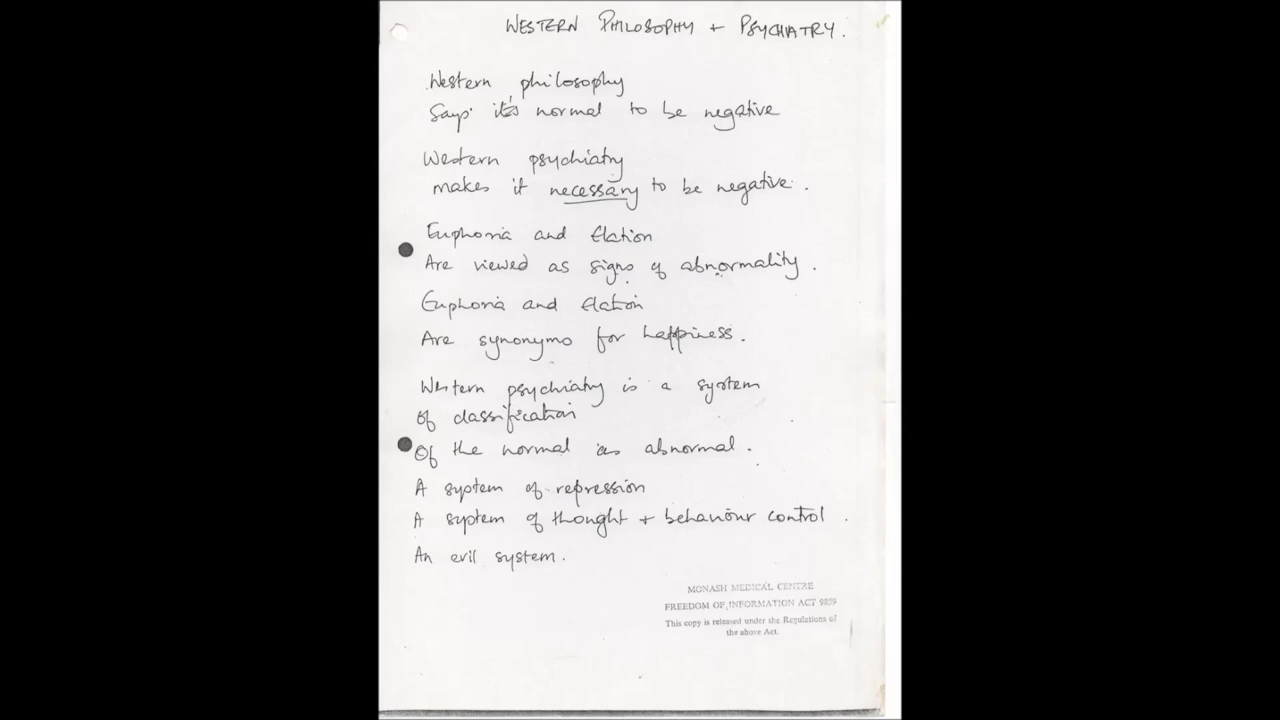 WESTERN PHILOSOPHY + PSYCHIATRY.
Western philosophy
Says it's normal to be negative
Western psychiatry
makes it necessary to be negative.
Euphoria and Elation
Are viewed as signs of abnormality.
Euphoria and Elation
Are synonyms for happiness.
Western psychiatry is a system
Of classification
Of the normal as abnormal.
A system of repression
A system of thought + behaviour control.
An evil system.
MONASH MEDICAL CENTRE
FREEDOM OF INFORMATION ACT 9859
This copy is released under the Regulations of
the above Act.